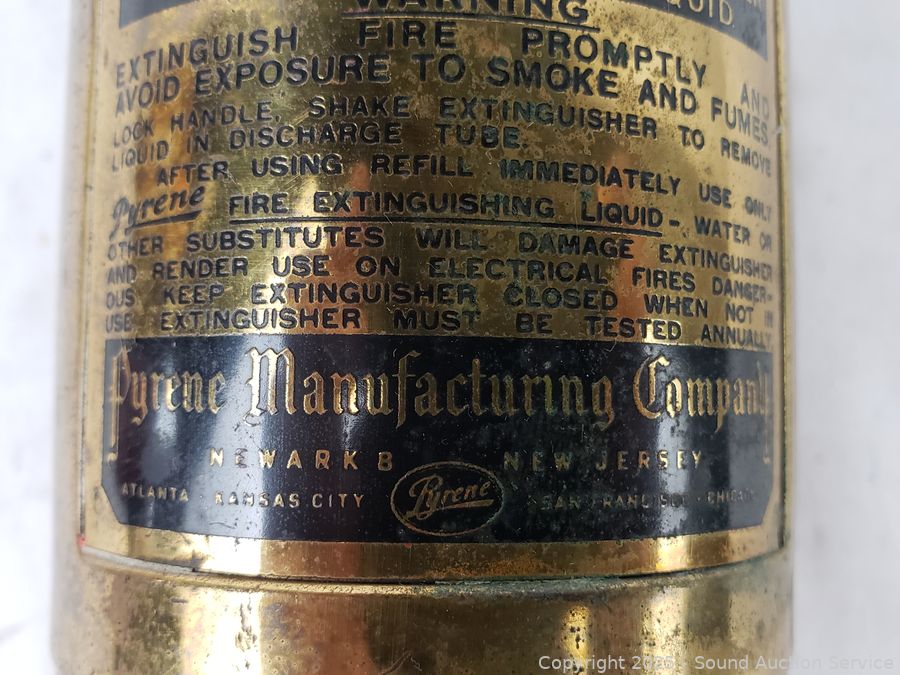 WARNING
QUID
EXTINGUISH FIRE PROMPTLY AND
AVOID EXPOSURE TO SMOKE AND FUMES.
LOCK HANDLE, SHAKE EXTINGUISHER TO REMOVE
LIQUID IN DISCHARGE TUBE.
AFTER USING REFILL IMMEDIATELY USE ONLY
Pyrene FIRE EXTINGUISHING LIQUID - WATER OR
OTHER SUBSTITUTES WILL DAMAGE EXTINGUISHER
AND RENDER USE ON ELECTRICAL FIRES DANGER-
OUS KEEP EXTINGUISHER CLOSED WHEN NOT IN
USE EXTINGUISHER MUST BE TESTED ANNUALLY
Pyrene Manufacturing Company
NEWARK 8 NEW JERSEY
ATLANTA · KANSAS CITY Pyrene SAN FRANCISCO · CHICAGO
Copyright 2023 - Sound Auction Service